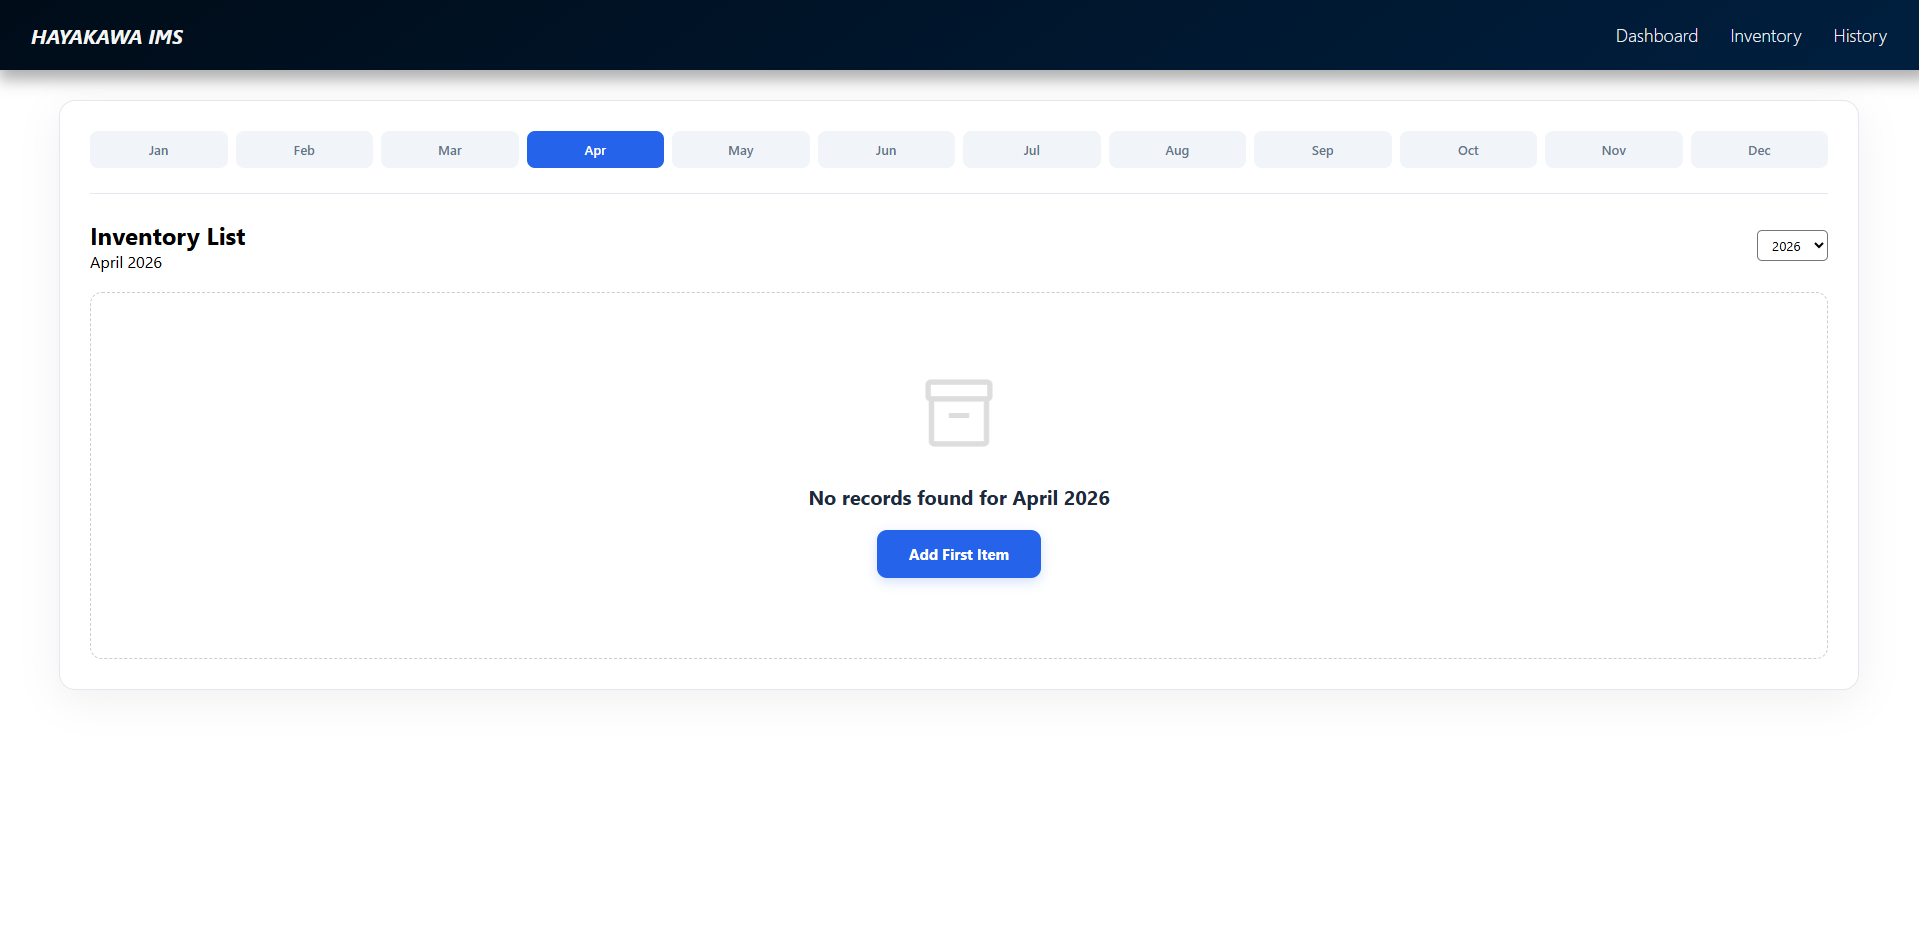 HAYAKAWA IMS
Dashboard Inventory History
Jan Feb Mar Apr May Jun Jul Aug Sep Oct Nov Dec
Inventory List
April 2026
2026
No records found for April 2026
Add First Item